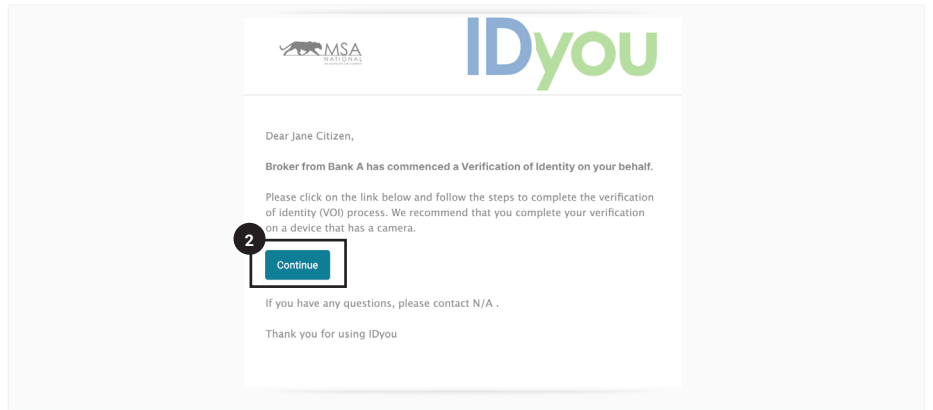 MSA
NATIONAL
IDyou
Dear Jane Citizen,
Broker from Bank A has commenced a Verification of Identity on your behalf.
Please click on the link below and follow the steps to complete the verification
of identity (VOI) process. We recommend that you complete your verification
on a device that has a camera.
2
Continue
If you have any questions, please contact N/A .
Thank you for using IDyou